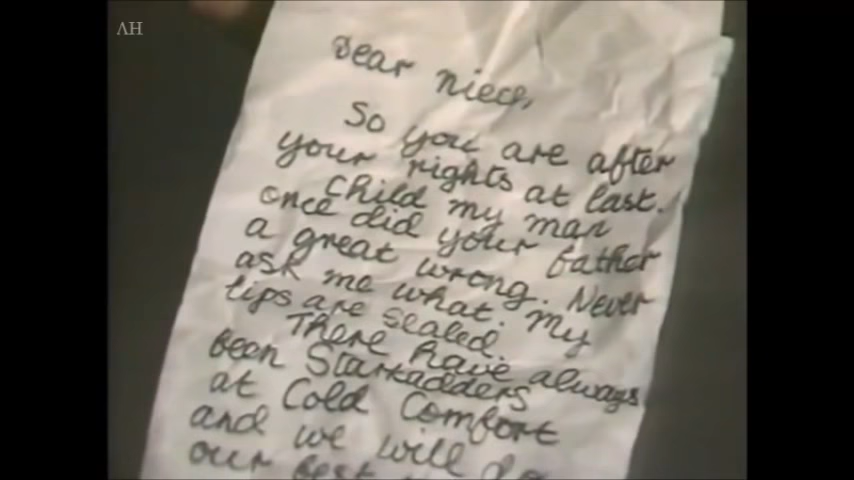 ΛH
Dear niece,
So you are after
your rights at last.
Child my man
once did your father
a great wrong. Never
ask me what. My
lips are sealed.
There have always
been Starkadders
at Cold Comfort
and we will do
our best